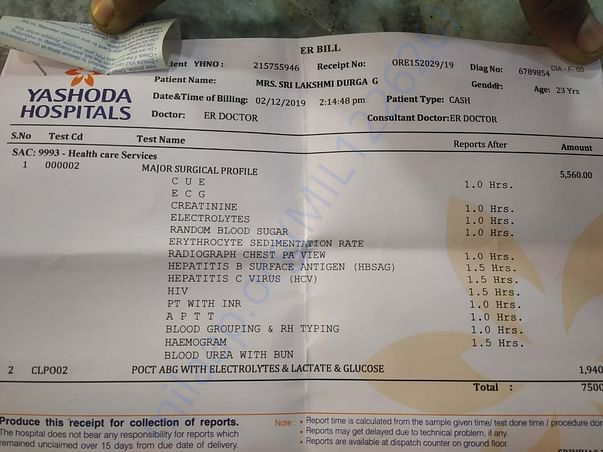 ER BILL
Patient YHNO : 215755946 Receipt No: ORE152029/19 Diag No: 6789854 DIA - F- 03
Patient Name: MRS. SRI LAKSHMI DURGA G Gender: Age: 23 Yrs
YASHODA
HOSPITALS
Date&Time of Billing: 02/12/2019 2:14:48 pm Patient Type: CASH
Doctor: ER DOCTOR Consultant Doctor:ER DOCTOR
S.No Test Cd Test Name Reports After Amount
SAC: 9993 - Health care Services
1 000002 MAJOR SURGICAL PROFILE 5,560.00
C U E 1.0 Hrs.
E C G
CREATININE 1.0 Hrs.
ELECTROLYTES 1.0 Hrs.
RANDOM BLOOD SUGAR 1.0 Hrs.
ERYTHROCYTE SEDIMENTATION RATE
RADIOGRAPH CHEST PA VIEW 1.0 Hrs.
HEPATITIS B SURFACE ANTIGEN (HBSAG) 1.5 Hrs.
HEPATITIS C VIRUS (HCV) 1.5 Hrs.
HIV 1.5 Hrs.
PT WITH INR 1.0 Hrs.
A P T T 1.0 Hrs.
BLOOD GROUPING & RH TYPING 1.0 Hrs.
HAEMOGRAM 1.5 Hrs.
BLOOD UREA WITH BUN
2 CLPO02 POCT ABG WITH ELECTROLYTES & LACTATE & GLUCOSE 1,940
Total : 7500
Produce this receipt for collection of reports.
The hospital does not bear any responsibility for reports which
remained unclaimed over 15 days from due date of delivery.
Note : • Report time is calculated from the sample given time/ test done time / procedure don
• Reports may get delayed due to technical problem, if any.
• Reports are available at dispatch counter on ground floor.